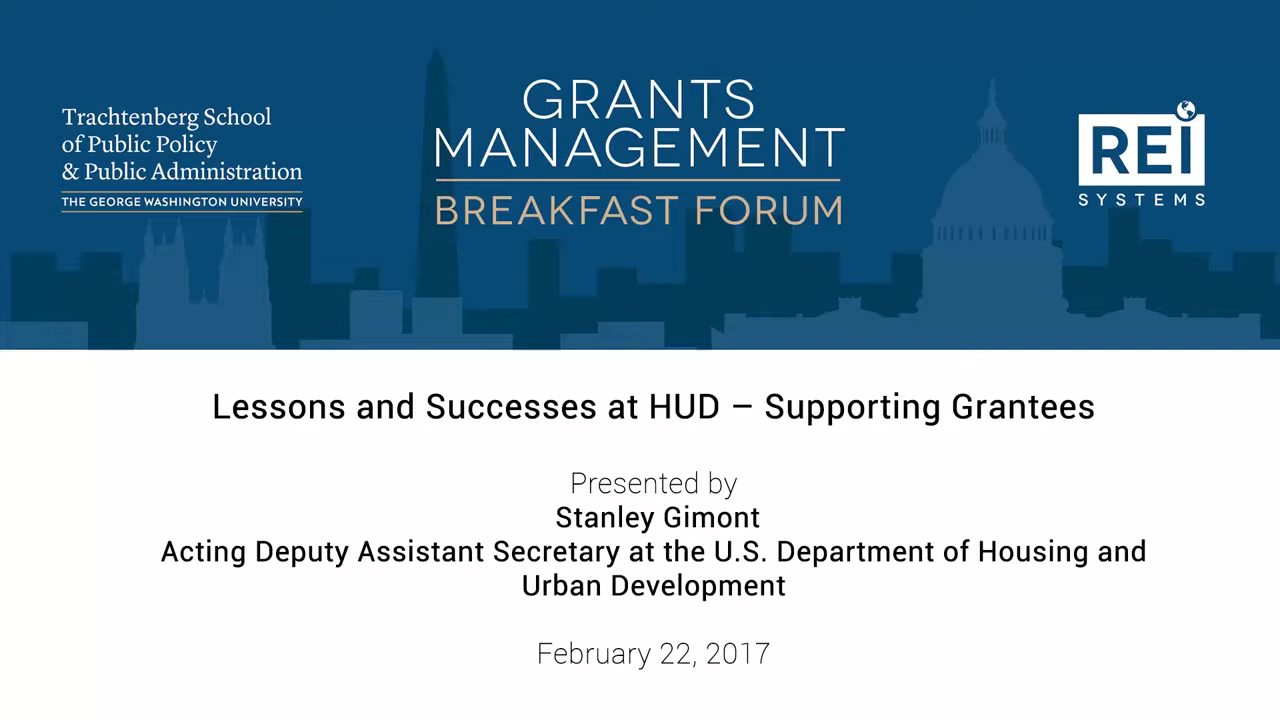 Trachtenberg School
of Public Policy
& Public Administration
THE GEORGE WASHINGTON UNIVERSITY
GRANTS
MANAGEMENT
BREAKFAST FORUM
REI
SYSTEMS
Lessons and Successes at HUD – Supporting Grantees
Presented by
Stanley Gimont
Acting Deputy Assistant Secretary at the U.S. Department of Housing and
Urban Development
February 22, 2017